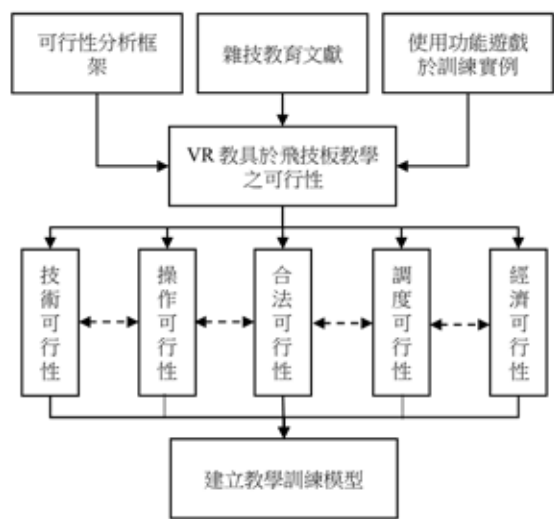 可行性分析框
架
雜技教育文獻
使用功能遊戲
於訓練實例
VR 教具於飛技板教學
之可行性
技術可行性
操作可行性
合法可行性
調度可行性
經濟可行性
建立教學訓練模型